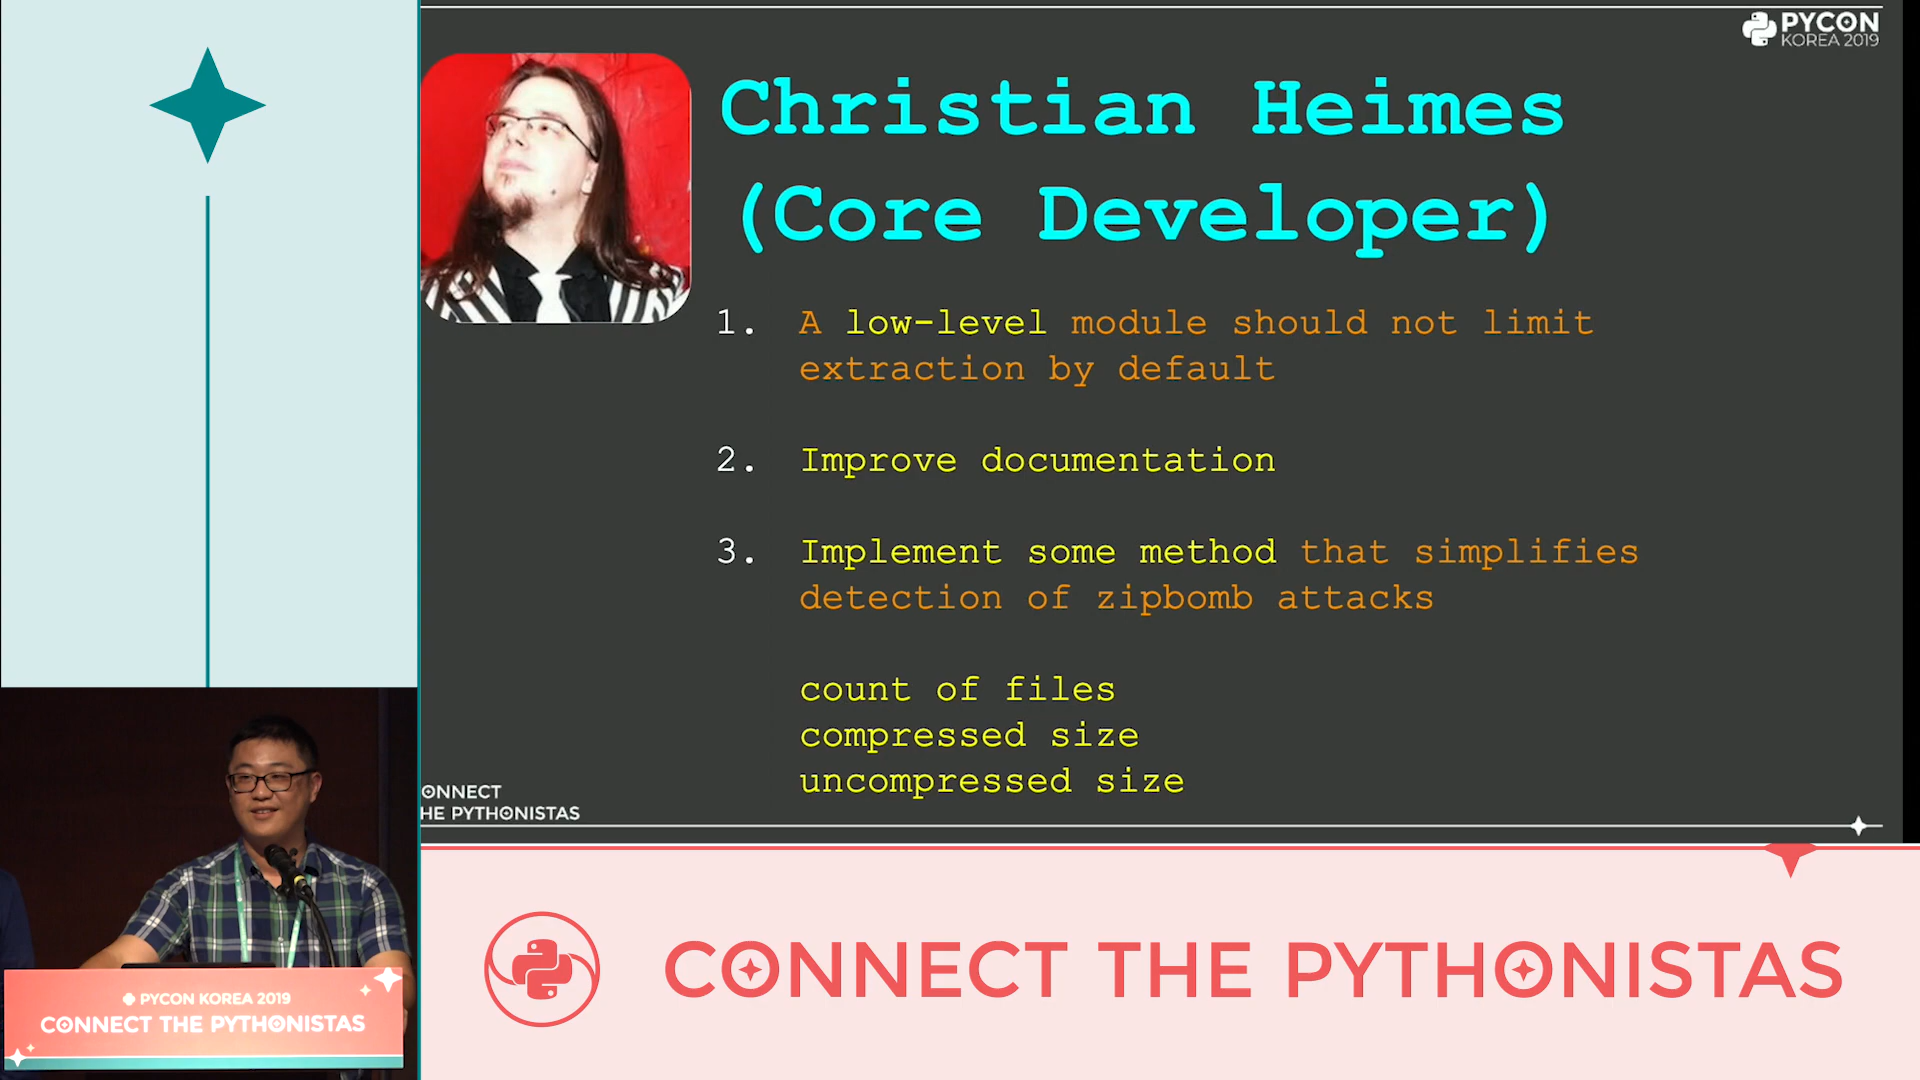 PYCON
KOREA 2019
Christian Heimes
(Core Developer)
1. A low-level module should not limit
extraction by default
2. Improve documentation
3. Implement some method that simplifies
detection of zipbomb attacks
count of files
compressed size
uncompressed size
ONNECT
HE PYTHONISTAS
PYCON KOREA 2019
CONNECT THE PYTHONISTAS
CONNECT THE PYTHONISTAS